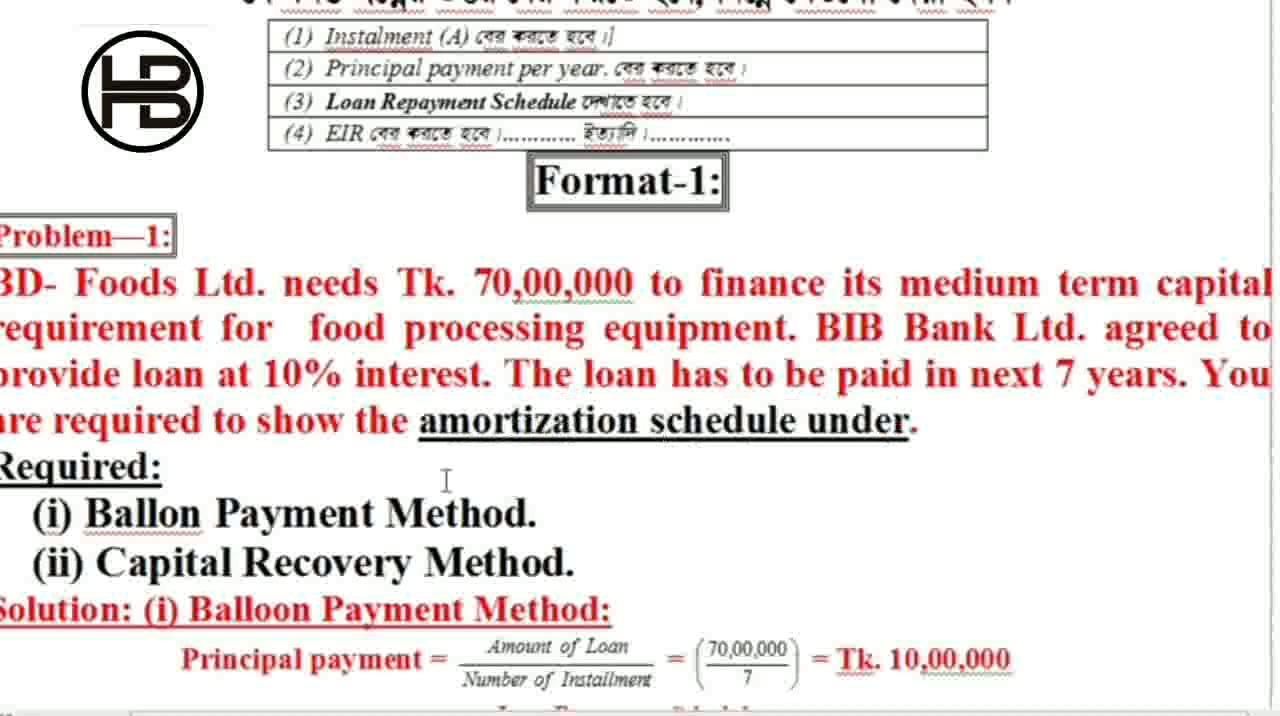 (1) Instalment (A) বের করতে হবে।
(2) Principal payment per year. বের করতে হবে।
(3) Loan Repayment Schedule দেখাতে হবে।
(4) EIR বের করতে হবে।........... ইত্যাদি।.............
Format-1:
Problem—1:
BD- Foods Ltd. needs Tk. 70,00,000 to finance its medium term capital
requirement for food processing equipment. BIB Bank Ltd. agreed to
provide loan at 10% interest. The loan has to be paid in next 7 years. You
are required to show the amortization schedule under.
Required:
(i) Ballon Payment Method.
(ii) Capital Recovery Method.
Solution: (i) Balloon Payment Method:
Principal payment = Amount of Loan / Number of Installment = (70,00,000 / 7) = Tk. 10,00,000